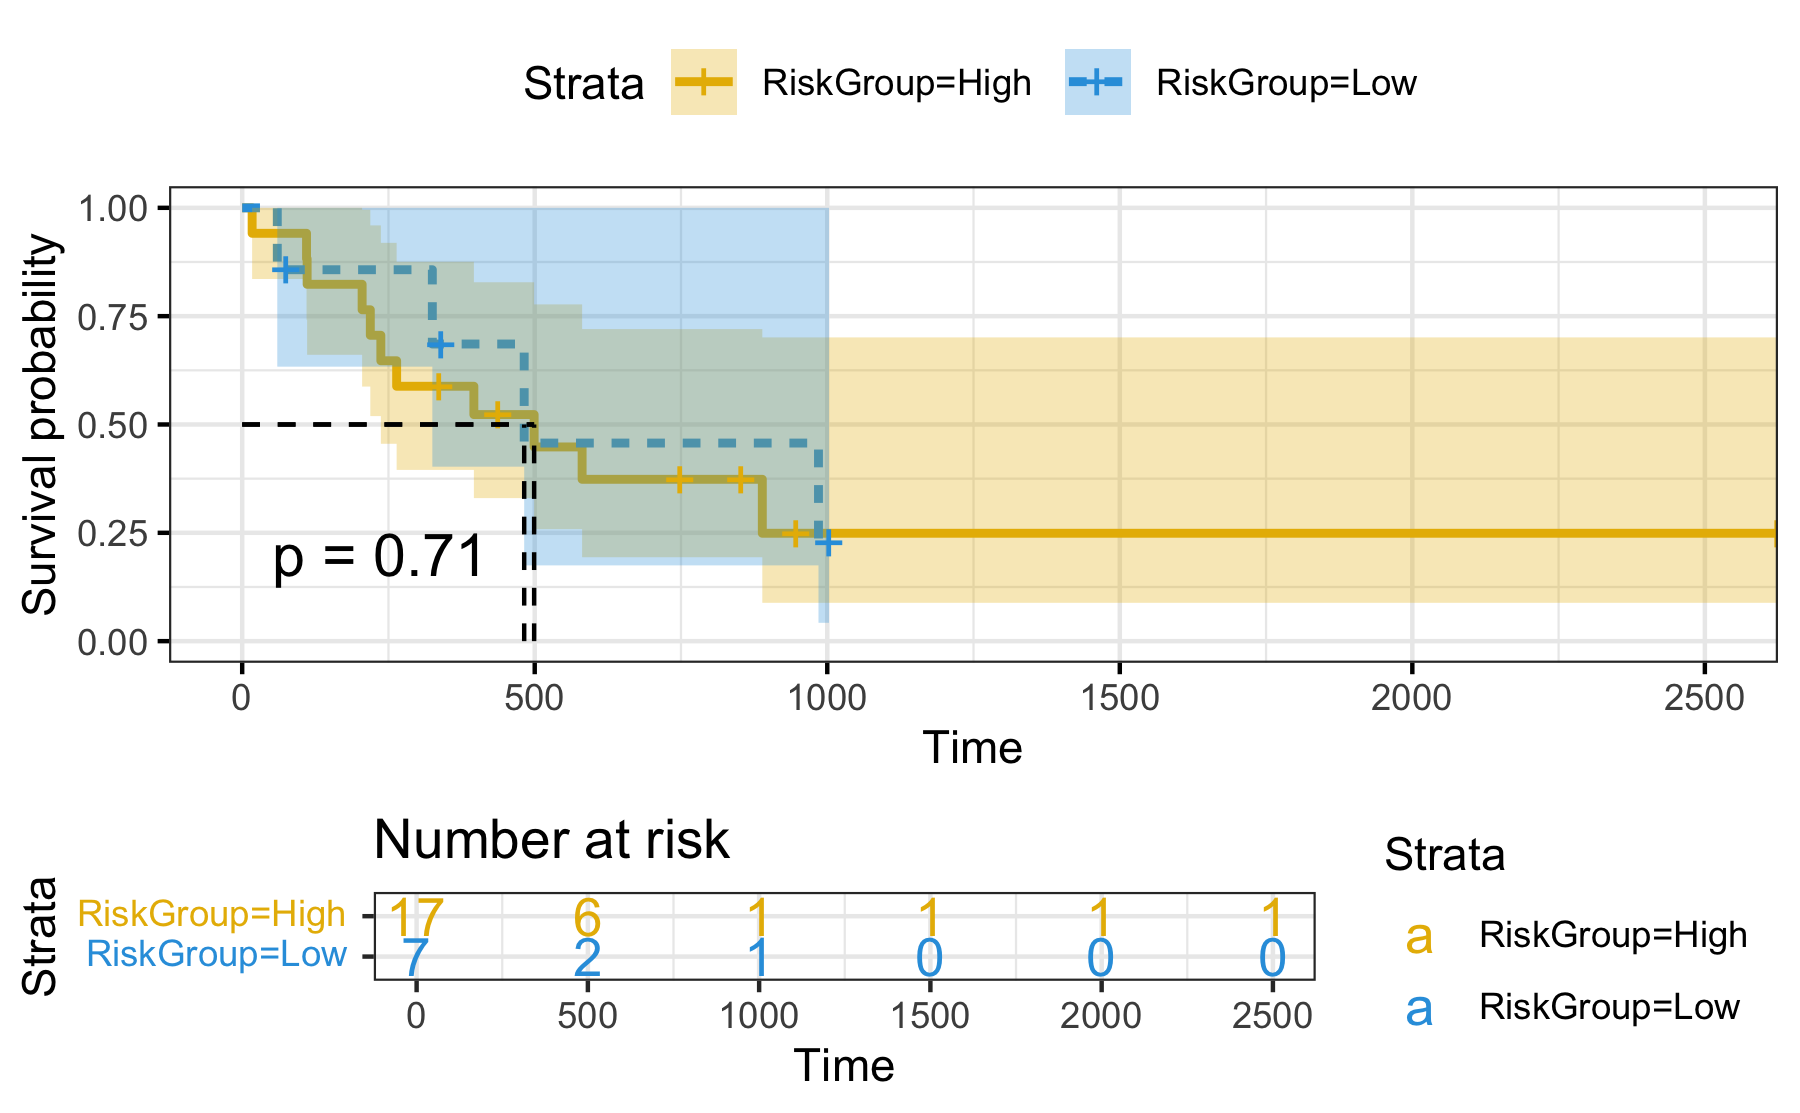 Strata RiskGroup=High RiskGroup=Low
Survival probability
1.00
0.75
0.50
0.25
0.00
p = 0.71
0 500 1000 1500 2000 2500
Time
Number at risk
Strata
RiskGroup=High 17 6 1 1 1 1
RiskGroup=Low 7 2 1 0 0 0
0 500 1000 1500 2000 2500
Time
Strata
a RiskGroup=High
a RiskGroup=Low